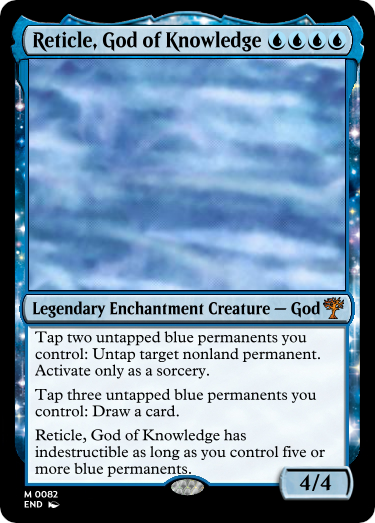 Reticle, God of Knowledge
Legendary Enchantment Creature — God
Tap two untapped blue permanents you
control: Untap target nonland permanent.
Activate only as a sorcery.
Tap three untapped blue permanents you
control: Draw a card.
Reticle, God of Knowledge has
indestructible as long as you control five or
more blue permanents.
4/4
M 0082
END